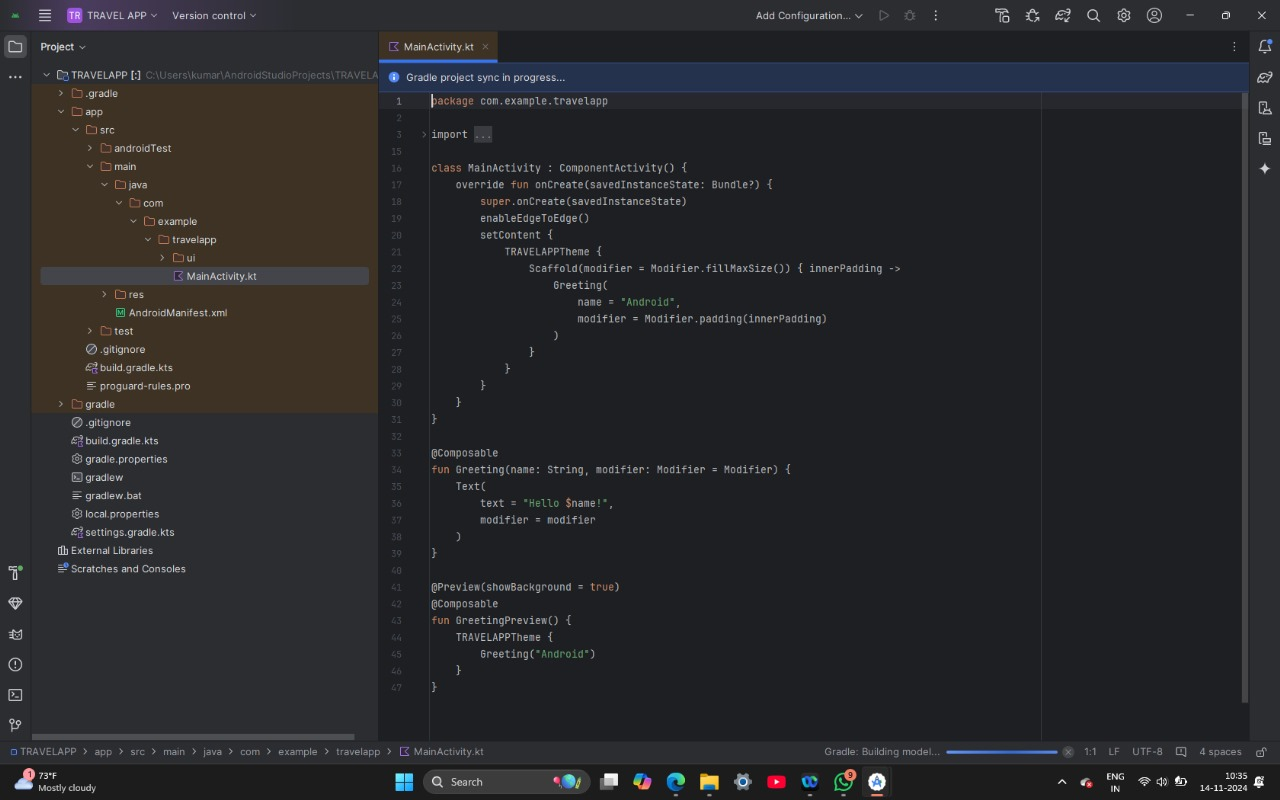 TR TRAVEL APP Version control Add Configuration...
Project
MainActivity.kt
TRAVELAPP [:] C:\Users\kumar\AndroidStudioProjects\TRAVELA
.gradle
app
src
androidTest
main
java
com
example
travelapp
ui
MainActivity.kt
res
AndroidManifest.xml
test
.gitignore
build.gradle.kts
proguard-rules.pro
gradle
.gitignore
build.gradle.kts
gradle.properties
gradlew
gradlew.bat
local.properties
settings.gradle.kts
External Libraries
Scratches and Consoles
Gradle project sync in progress...
1 package com.example.travelapp
2
3 import ...
15
16 class MainActivity : ComponentActivity() {
17 override fun onCreate(savedInstanceState: Bundle?) {
18 super.onCreate(savedInstanceState)
19 enableEdgeToEdge()
20 setContent {
21 TRAVELAPPTheme {
22 Scaffold(modifier = Modifier.fillMaxSize()) { innerPadding ->
23 Greeting(
24 name = "Android",
25 modifier = Modifier.padding(innerPadding)
26 )
27 }
28 }
29 }
30 }
31 }
32
33 @Composable
34 fun Greeting(name: String, modifier: Modifier = Modifier) {
35 Text(
36 text = "Hello $name!",
37 modifier = modifier
38 )
39 }
40
41 @Preview(showBackground = true)
42 @Composable
43 fun GreetingPreview() {
44 TRAVELAPPTheme {
45 Greeting("Android")
46 }
47 }
TRAVELAPP > app > src > main > java > com > example > travelapp > MainActivity.kt
Gradle: Building model... 1:1 LF UTF-8 4 spaces
1 73°F
Mostly cloudy
Search
9
ENG
IN
10:35
14-11-2024